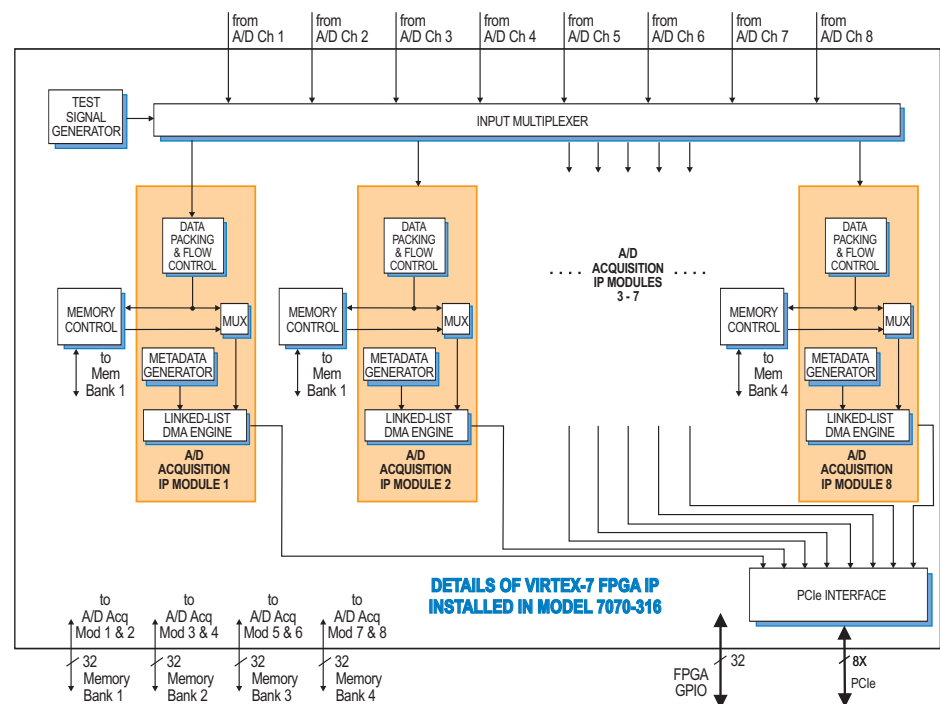 from
A/D Ch 1
from
A/D Ch 2
from
A/D Ch 3
from
A/D Ch 4
from
A/D Ch 5
from
A/D Ch 6
from
A/D Ch 7
from
A/D Ch 8
TEST
SIGNAL
GENERATOR
INPUT MULTIPLEXER
DATA
PACKING
& FLOW
CONTROL
MEMORY
CONTROL
MUX
to
Mem
Bank 1
METADATA
GENERATOR
LINKED-LIST
DMA ENGINE
A/D
ACQUISITION
IP MODULE 1
DATA
PACKING
& FLOW
CONTROL
MEMORY
CONTROL
MUX
to
Mem
Bank 1
METADATA
GENERATOR
LINKED-LIST
DMA ENGINE
A/D
ACQUISITION
IP MODULE 2
A/D
. . . . ACQUISITION . . . .
IP MODULES
3 - 7
DATA
PACKING
& FLOW
CONTROL
MEMORY
CONTROL
MUX
to
Mem
Bank 4
METADATA
GENERATOR
LINKED-LIST
DMA ENGINE
A/D
ACQUISITION
IP MODULE 8
DETAILS OF VIRTEX-7 FPGA IP
INSTALLED IN MODEL 7070-316
PCIe INTERFACE
to
A/D Acq
Mod 1 & 2
to
A/D Acq
Mod 3 & 4
to
A/D Acq
Mod 5 & 6
to
A/D Acq
Mod 7 & 8
32
Memory
Bank 1
32
Memory
Bank 2
32
Memory
Bank 3
32
Memory
Bank 4
32
FPGA
GPIO
8X
PCIe